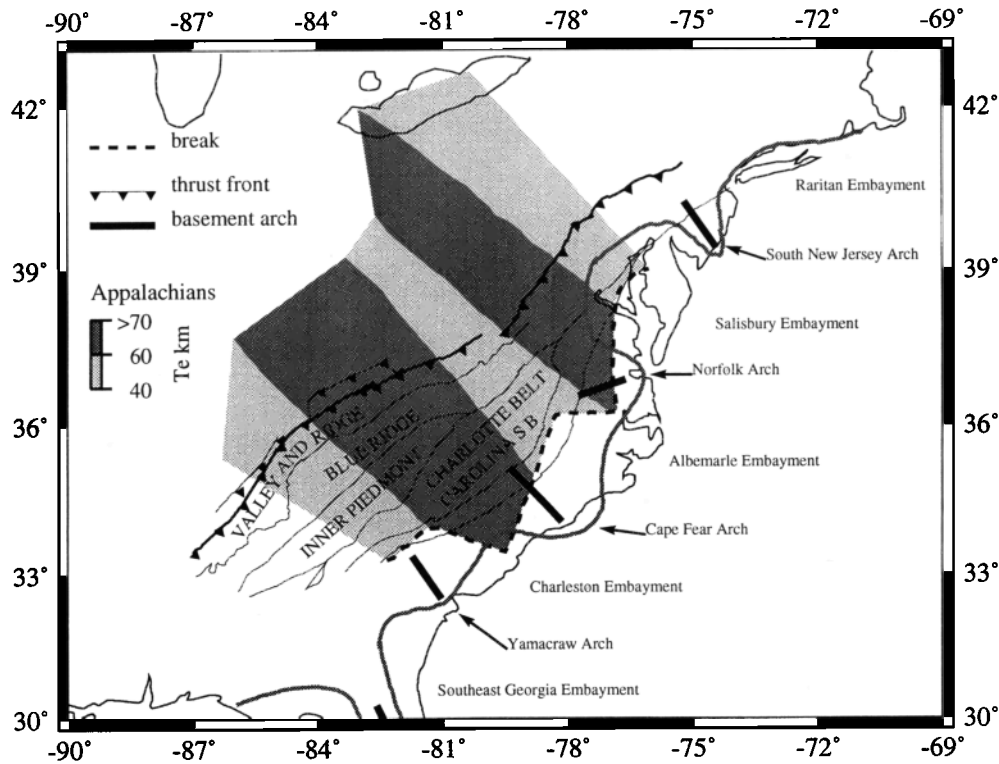 -90° -87° -84° -81° -78° -75° -72° -69°
42° 42°
break
thrust front
basement arch
Raritan Embayment
South New Jersey Arch
39° 39°
Appalachians
>70
60
40
Te km
Salisbury Embayment
Norfolk Arch
36° 36°
VALLEY AND RIDGE
BLUE RIDGE
INNER PIEDMONT
CHARLOTTE BELT
CAROLINA S B
Albemarle Embayment
Cape Fear Arch
33° 33°
Charleston Embayment
Yamacraw Arch
Southeast Georgia Embayment
30° 30°
-90° -87° -84° -81° -78° -75° -72° -69°